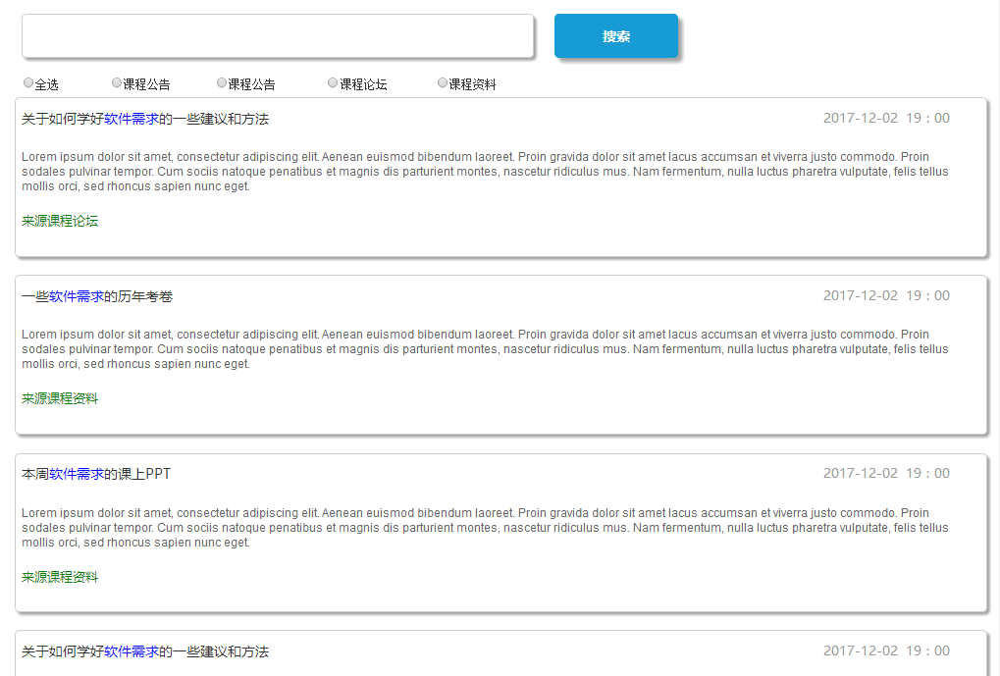 搜索
全选 课程公告 课程公告 课程论坛 课程资料
关于如何学好软件需求的一些建议和方法 2017-12-02 19：00
Lorem ipsum dolor sit amet, consectetur adipiscing elit. Aenean euismod bibendum laoreet. Proin gravida dolor sit amet lacus accumsan et viverra justo commodo. Proin
sodales pulvinar tempor. Cum sociis natoque penatibus et magnis dis parturient montes, nascetur ridiculus mus. Nam fermentum, nulla luctus pharetra vulputate, felis tellus
mollis orci, sed rhoncus sapien nunc eget.
来源课程论坛
一些软件需求的历年考卷 2017-12-02 19：00
Lorem ipsum dolor sit amet, consectetur adipiscing elit. Aenean euismod bibendum laoreet. Proin gravida dolor sit amet lacus accumsan et viverra justo commodo. Proin
sodales pulvinar tempor. Cum sociis natoque penatibus et magnis dis parturient montes, nascetur ridiculus mus. Nam fermentum, nulla luctus pharetra vulputate, felis tellus
mollis orci, sed rhoncus sapien nunc eget.
来源课程资料
本周软件需求的课上PPT 2017-12-02 19：00
Lorem ipsum dolor sit amet, consectetur adipiscing elit. Aenean euismod bibendum laoreet. Proin gravida dolor sit amet lacus accumsan et viverra justo commodo. Proin
sodales pulvinar tempor. Cum sociis natoque penatibus et magnis dis parturient montes, nascetur ridiculus mus. Nam fermentum, nulla luctus pharetra vulputate, felis tellus
mollis orci, sed rhoncus sapien nunc eget.
来源课程资料
关于如何学好软件需求的一些建议和方法 2017-12-02 19：00